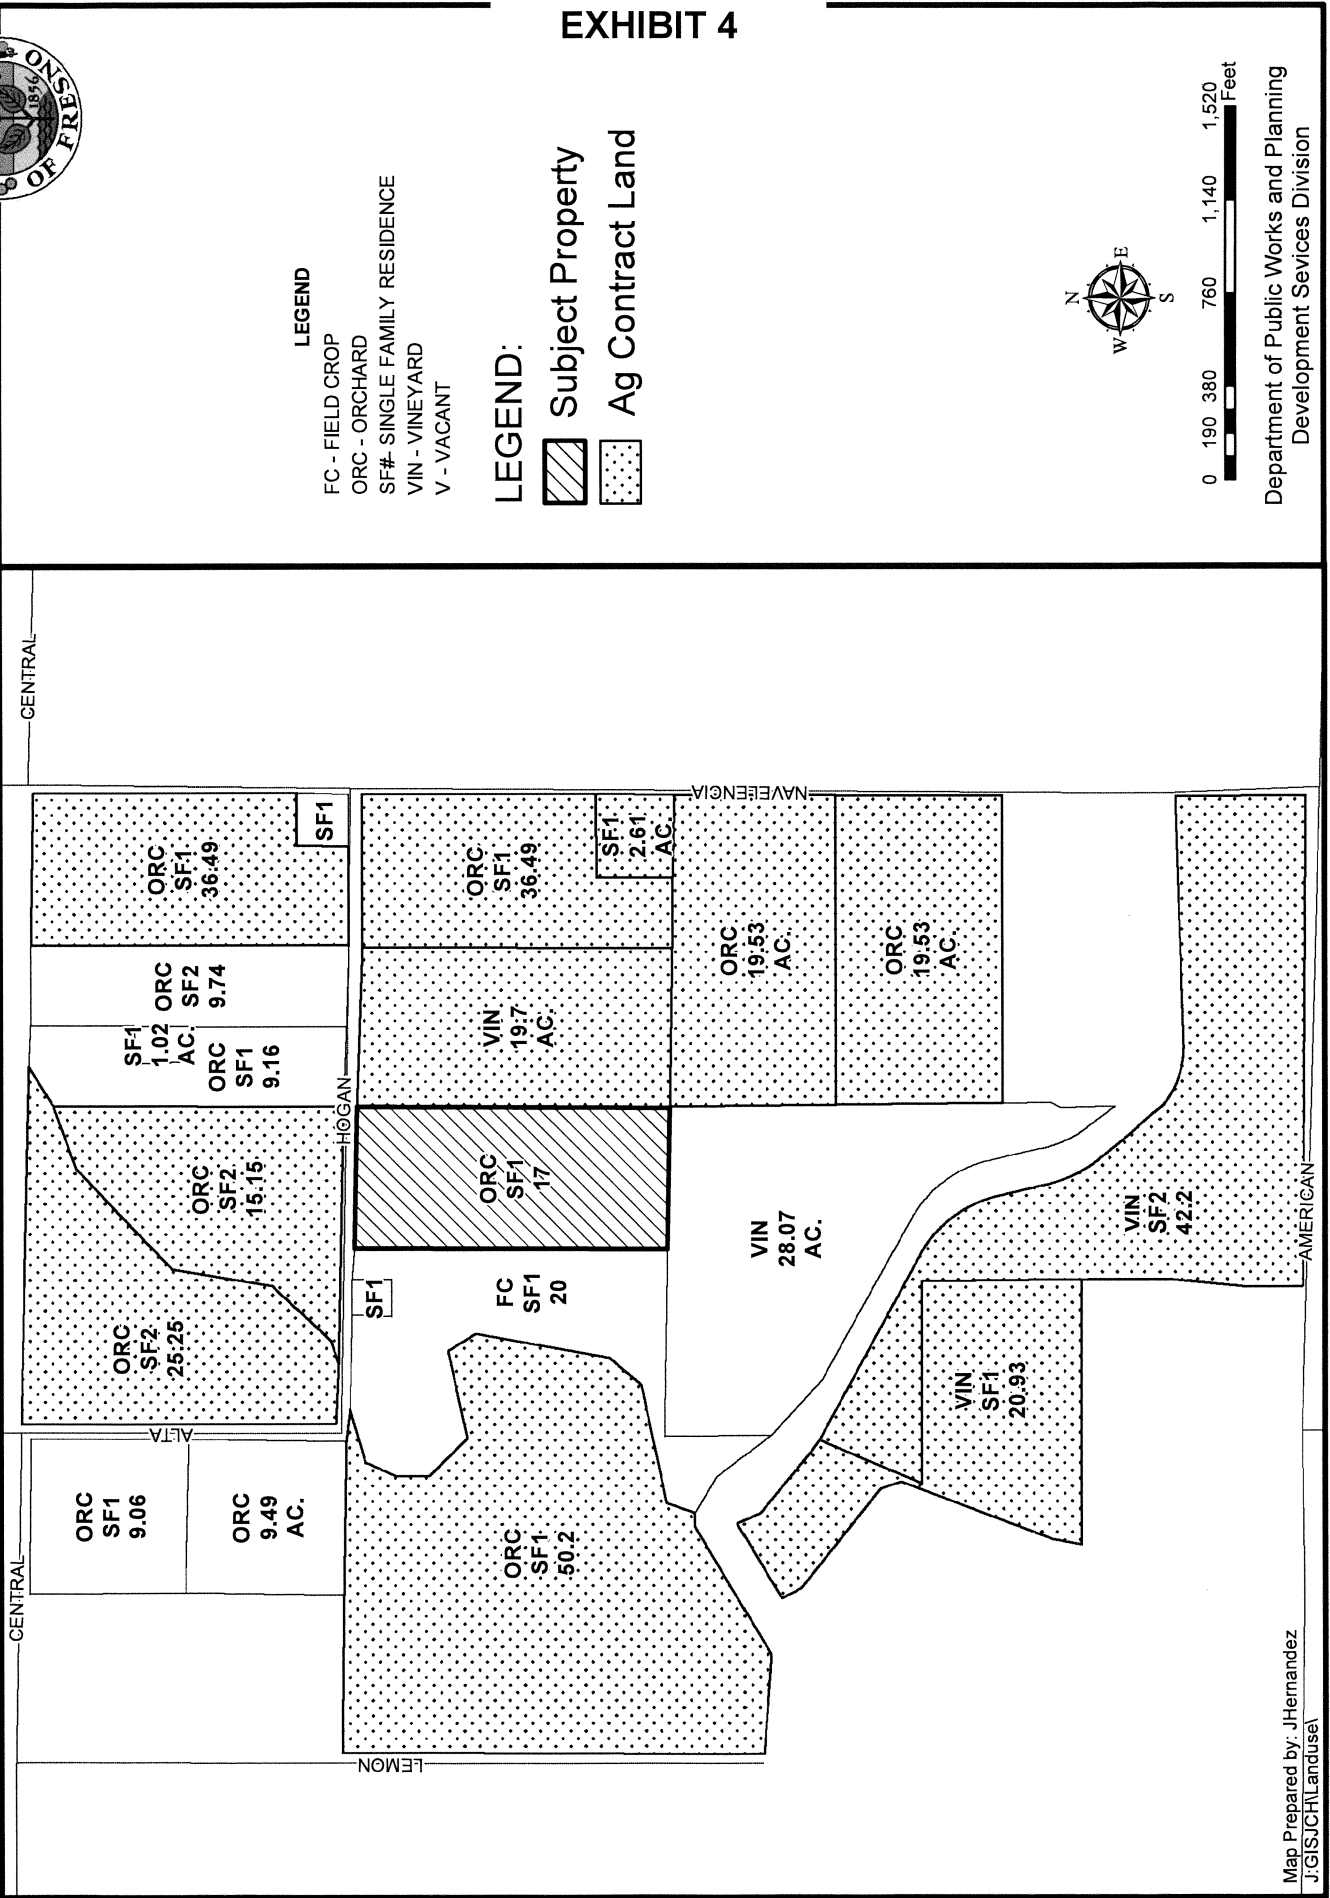 EXHIBIT 4
ONS
1856
OF FRE
LEGEND
FC - FIELD CROP
ORC - ORCHARD
SF#- SINGLE FAMILY RESIDENCE
VIN - VINEYARD
V - VACANT
LEGEND:
Subject Property
Ag Contract Land
N
W
E
S
0 190 380 760 1,140 1,520
Feet
Department of Public Works and Planning
Development Sevices Division
CENTRAL
CENTRAL
ALTA
HOGAN
LEMON
NAVELENCIA
AMERICAN
ORC
SF1
9.06
ORC
9.49
AC.
ORC
SF2
25.25
ORC
SF2
15.15
SF1
1.02
AC.
ORC
SF1
9.16
ORC
SF2
9.74
ORC
SF1
36.49
SF1
ORC
SF1
50.2
SF1
FC
SF1
20
ORC
SF1
17
VIN
19.7
AC.
ORC
SF1
36.49
SF1
2.61
AC.
ORC
19.53
AC.
ORC
19.53
AC.
VIN
28.07
AC.
VIN
SF1
20.93
VIN
SF2
42.2
Map Prepared by: JHernandez
J:GISJCH\Landuse\